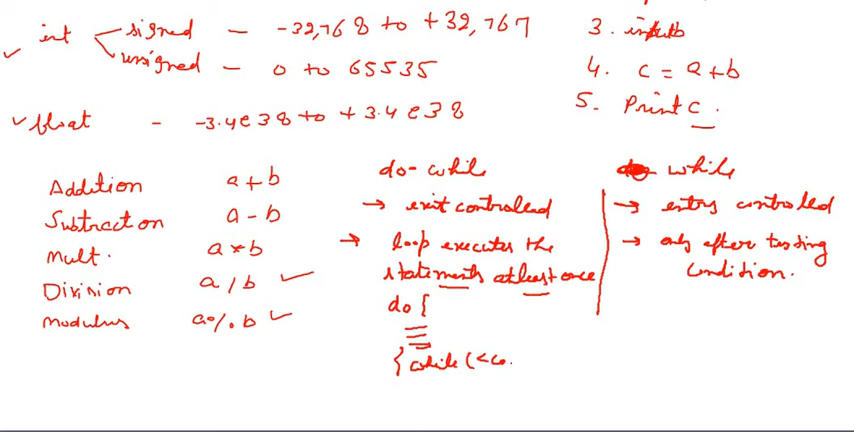 int signed - -32,768 to +32,767
unsigned - 0 to 65535
float - -3.4e38 to +3.4e38
3. input b
4. c = a+b
5. Print c.
Addition a+b
Subtraction a-b
Mult. a*b
Division a/b
Modulus a%b
do-while
→ exit controlled
→ loop executes the
statements atleast once
do {
{ while (<co.
while
→ entry controlled
→ only after testing
condition.